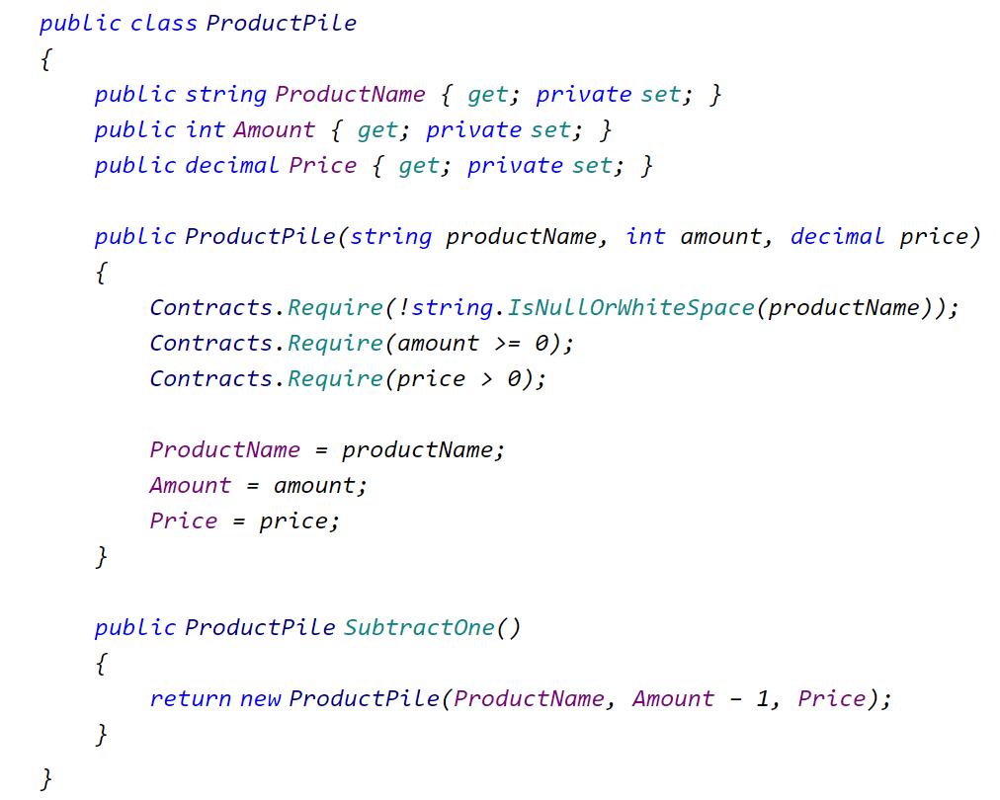 public class ProductPile
{
    public string ProductName { get; private set; }
    public int Amount { get; private set; }
    public decimal Price { get; private set; }

    public ProductPile(string productName, int amount, decimal price)
    {
        Contracts.Require(!string.IsNullOrWhiteSpace(productName));
        Contracts.Require(amount >= 0);
        Contracts.Require(price > 0);

        ProductName = productName;
        Amount = amount;
        Price = price;
    }

    public ProductPile SubtractOne()
    {
        return new ProductPile(ProductName, Amount – 1, Price);
    }
}